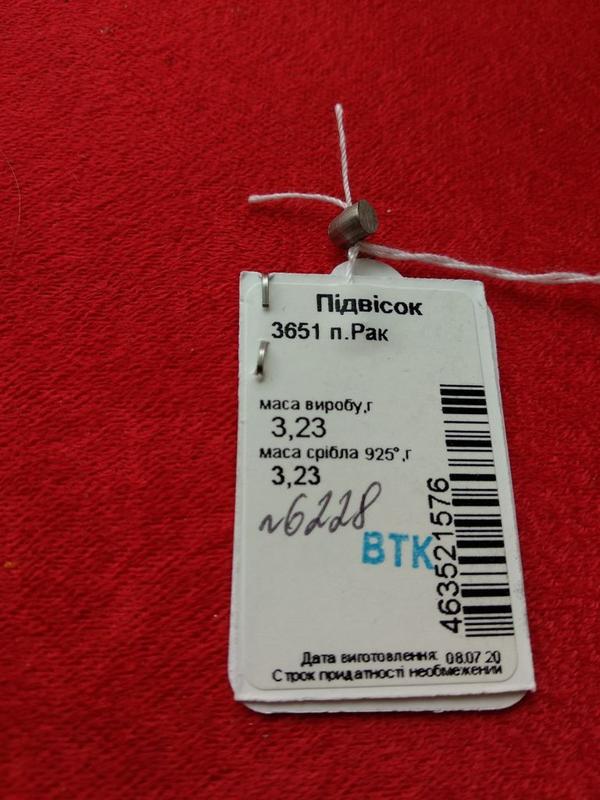 Підвісок
3651 п.Рак
маса виробу,г
3,23
маса срібла 925°,г
3,23
№6228
ВТК
463521576
Дата виготовлення: 08.07.20
Строк придатності необмежений